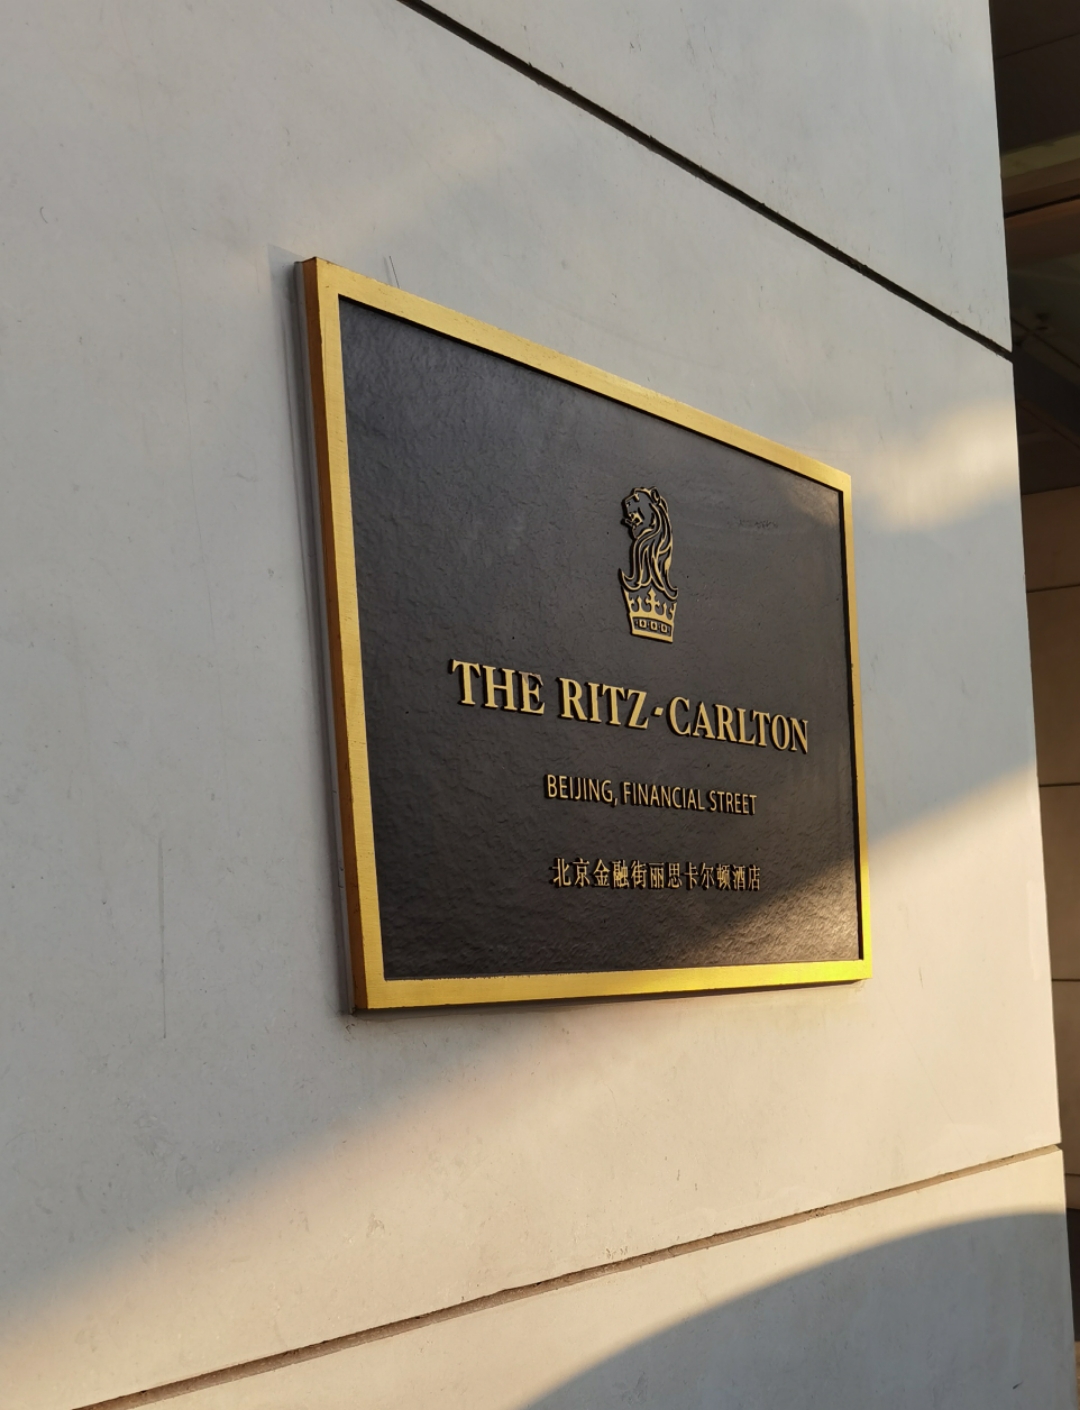 THE RITZ-CARLTON
BEIJING, FINANCIAL STREET
北京金融街丽思卡尔顿酒店